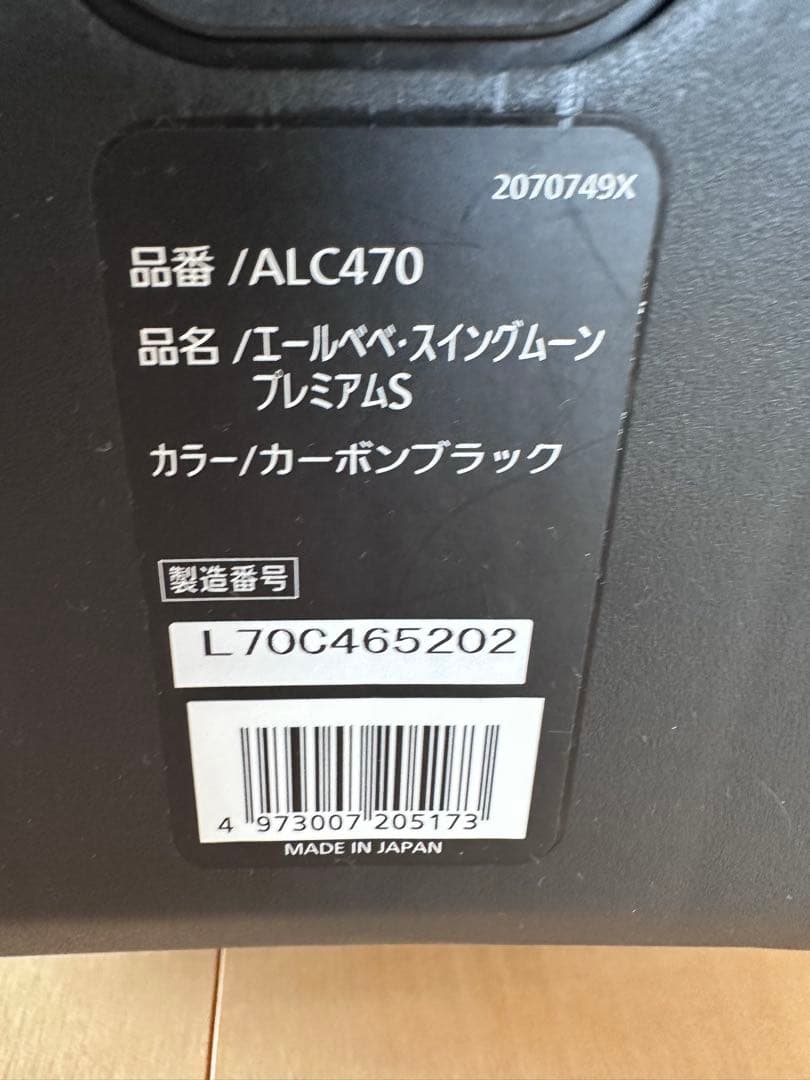 2070749X
品番 /ALC470
品名 /エールベベ・スイングムーン
プレミアムS
カラー/カーボンブラック
製造番号
L70C465202
4 973007 205173
MADE IN JAPAN